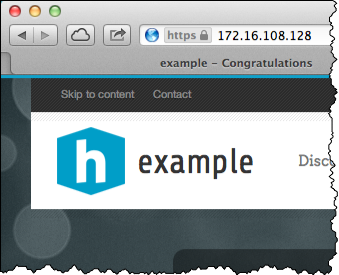 https 172.16.108.128
example – Congratulations
Skip to content Contact
h example